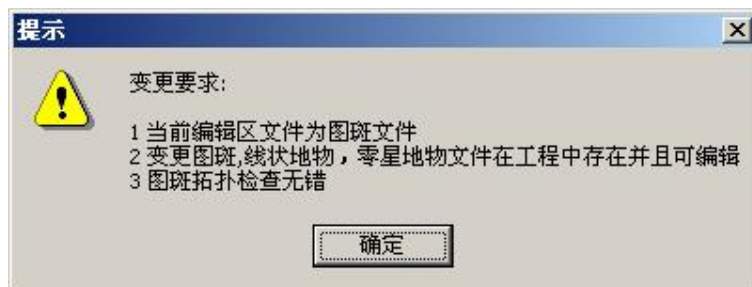 提示
变更要求:
1 当前编辑区文件为图斑文件
2 变更图斑,线状地物，零星地物文件在工程中存在并且可编辑
3 图斑拓扑检查无错
确定